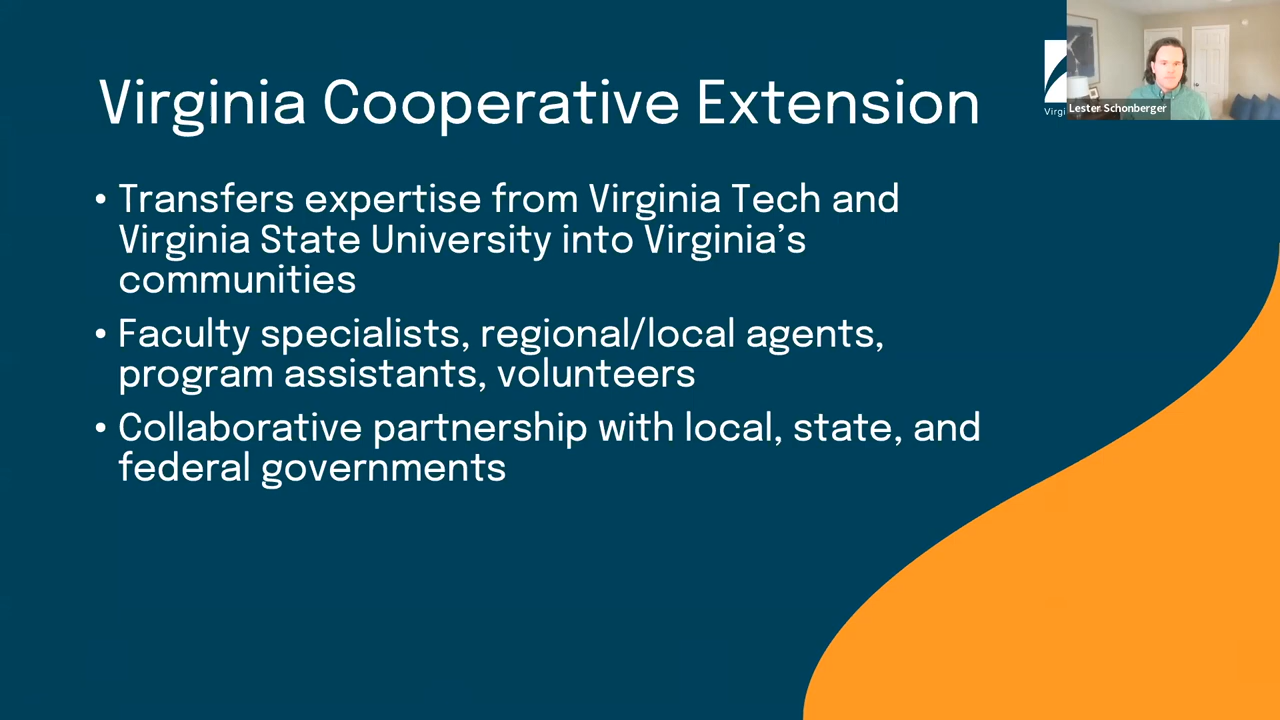 Virginia Cooperative Extension
• Transfers expertise from Virginia Tech and
Virginia State University into Virginia’s
communities
• Faculty specialists, regional/local agents,
program assistants, volunteers
• Collaborative partnership with local, state, and
federal governments
Virgi
Lester Schonberger